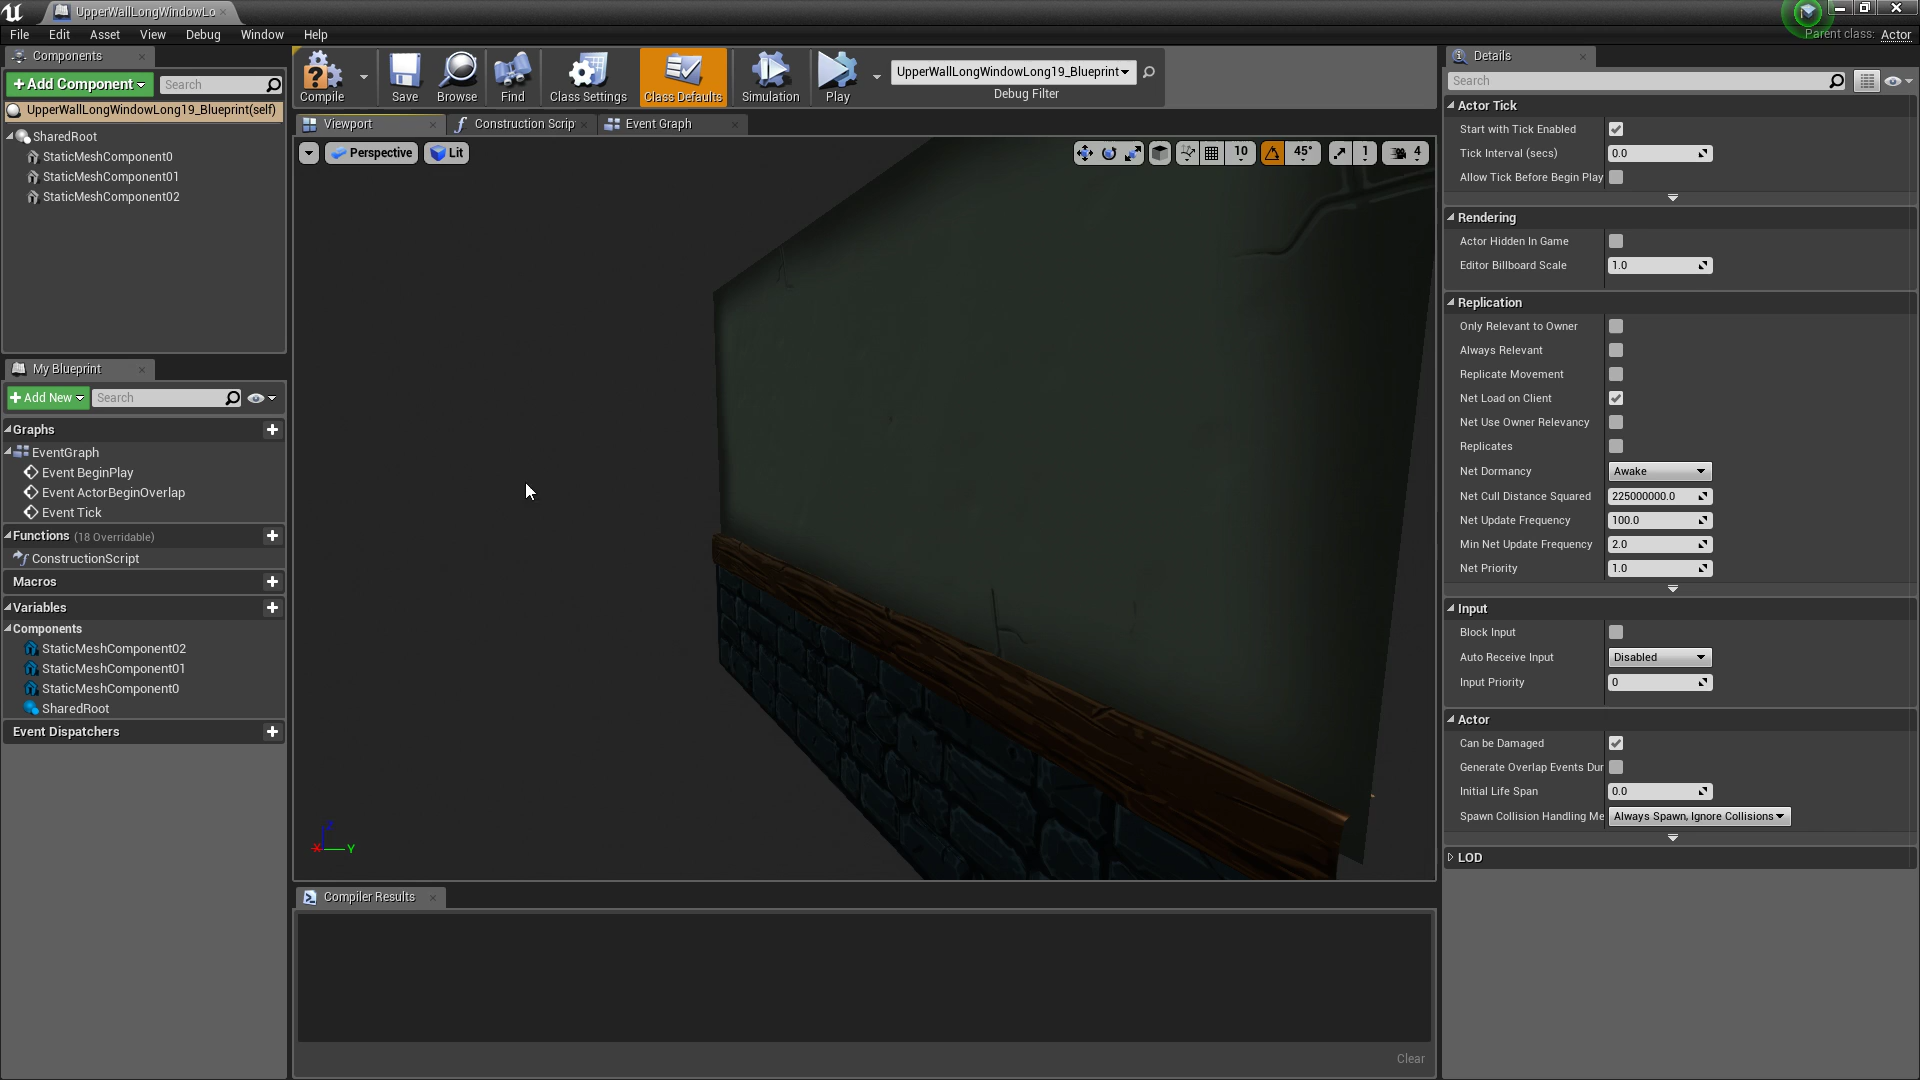 UpperWallLongWindowLo
File Edit Asset View Debug Window Help
Parent class: Actor
Components
Add Component
Search
UpperWallLongWindowLong19_Blueprint(self)
SharedRoot
StaticMeshComponent0
StaticMeshComponent01
StaticMeshComponent02
My Blueprint
Add New
Search
Graphs
EventGraph
Event BeginPlay
Event ActorBeginOverlap
Event Tick
Functions (18 Overridable)
ConstructionScript
Macros
Variables
Components
StaticMeshComponent02
StaticMeshComponent01
StaticMeshComponent0
SharedRoot
Event Dispatchers
Compile
Save
Browse
Find
Class Settings
Class Defaults
Simulation
Play
UpperWallLongWindowLong19_Blueprint
Debug Filter
Viewport
Construction Scrip
Event Graph
Perspective
Lit
10
45°
1
4
Z
X
Y
Compiler Results
Clear
Details
Search
Actor Tick
Start with Tick Enabled
Tick Interval (secs) 0.0
Allow Tick Before Begin Play
Rendering
Actor Hidden In Game
Editor Billboard Scale 1.0
Replication
Only Relevant to Owner
Always Relevant
Replicate Movement
Net Load on Client
Net Use Owner Relevancy
Replicates
Net Dormancy Awake
Net Cull Distance Squared 225000000.0
Net Update Frequency 100.0
Min Net Update Frequency 2.0
Net Priority 1.0
Input
Block Input
Auto Receive Input Disabled
Input Priority 0
Actor
Can be Damaged
Generate Overlap Events Dur
Initial Life Span 0.0
Spawn Collision Handling Me Always Spawn, Ignore Collisions
LOD